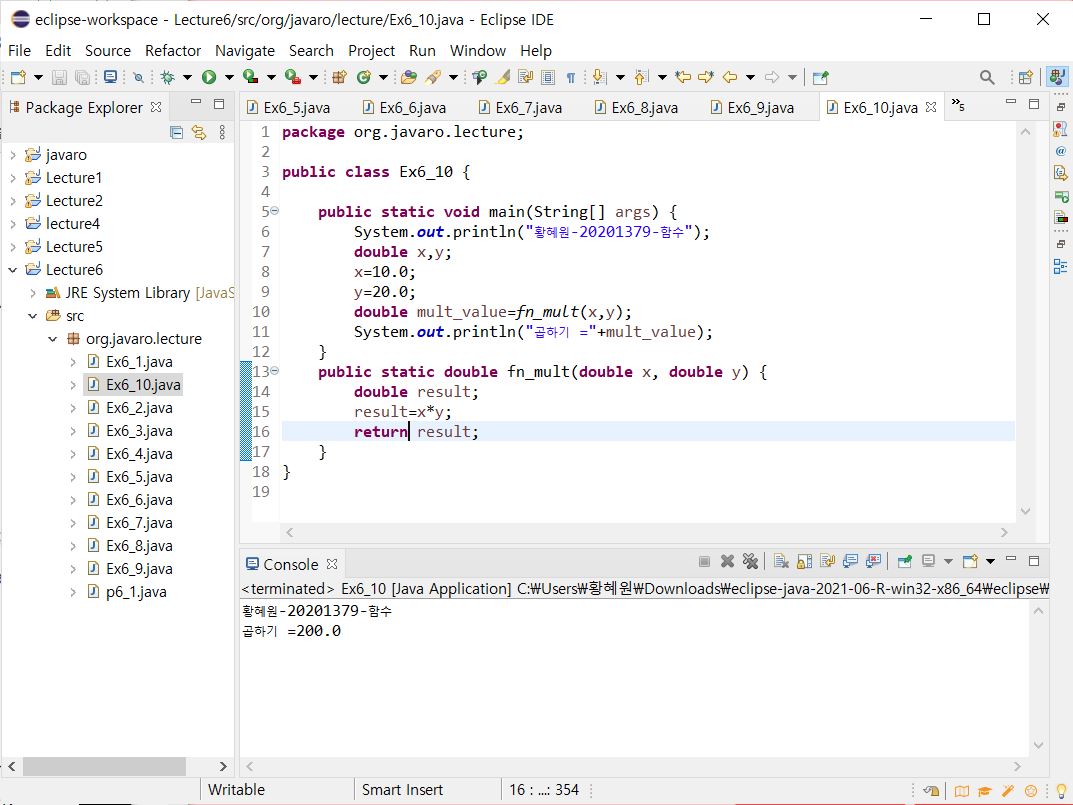 eclipse-workspace - Lecture6/src/org/javaro/lecture/Ex6_10.java - Eclipse IDE
File Edit Source Refactor Navigate Search Project Run Window Help
Package Explorer
javaro
Lecture1
Lecture2
lecture4
Lecture5
Lecture6
JRE System Library [JavaS
src
org.javaro.lecture
Ex6_1.java
Ex6_10.java
Ex6_2.java
Ex6_3.java
Ex6_4.java
Ex6_5.java
Ex6_6.java
Ex6_7.java
Ex6_8.java
Ex6_9.java
p6_1.java
Ex6_5.java Ex6_6.java Ex6_7.java Ex6_8.java Ex6_9.java Ex6_10.java »5
1 package org.javaro.lecture;
2
3 public class Ex6_10 {
4
5 public static void main(String[] args) {
6 System.out.println("황혜원-20201379-함수");
7 double x,y;
8 x=10.0;
9 y=20.0;
10 double mult_value=fn_mult(x,y);
11 System.out.println("곱하기 ="+mult_value);
12 }
13 public static double fn_mult(double x, double y) {
14 double result;
15 result=x*y;
16 return result;
17 }
18 }
19
Console
<terminated> Ex6_10 [Java Application] C:₩Users₩황혜원₩Downloads₩eclipse-java-2021-06-R-win32-x86_64₩eclipse₩
황혜원-20201379-함수
곱하기 =200.0
Writable Smart Insert 16 : ...: 354